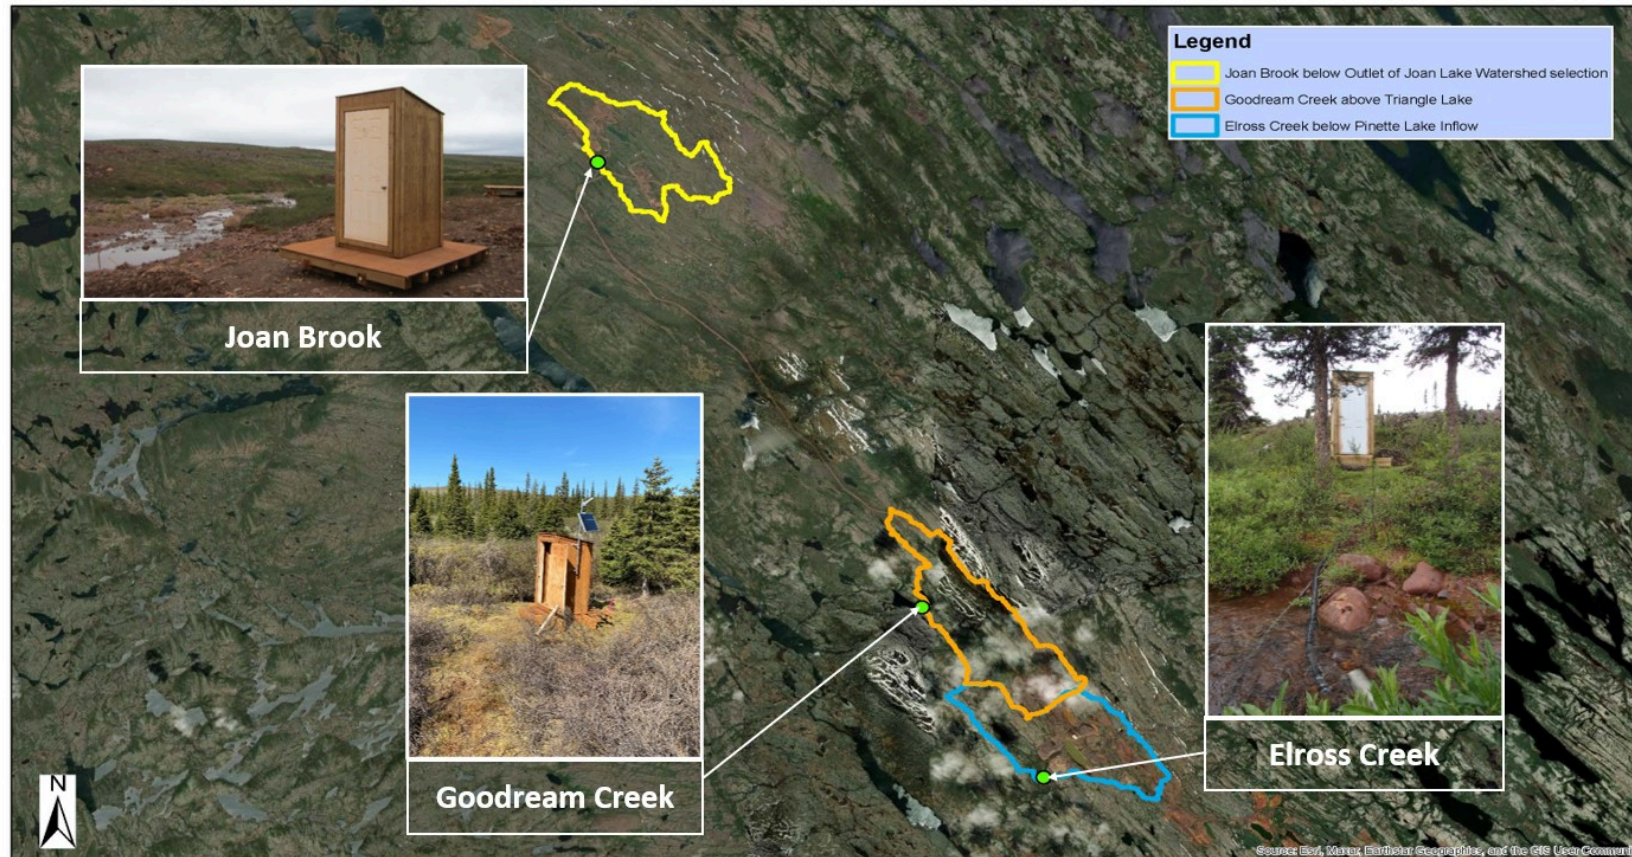 Legend
Joan Brook below Outlet of Joan Lake Watershed selection
Goodream Creek above Triangle Lake
Elross Creek below Pinette Lake Inflow
Joan Brook
Goodream Creek
Elross Creek
N
Source: Esri, Maxar, Earthstar Geographics, and the GIS User Communi